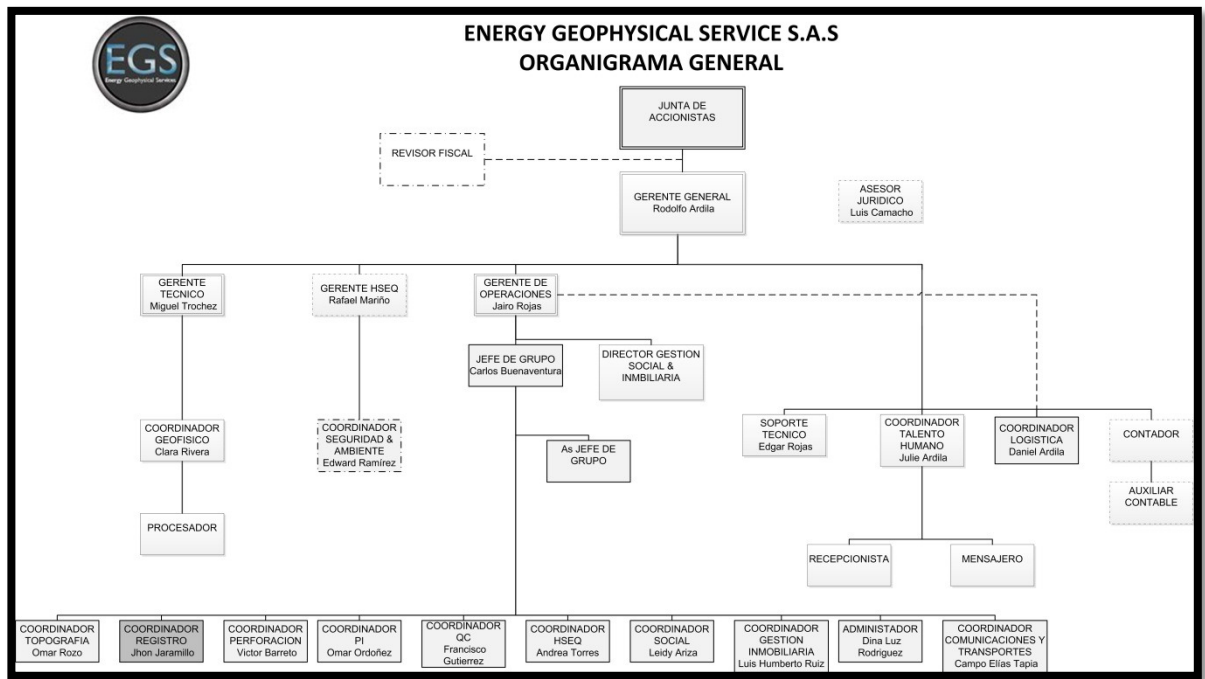 EGS
Energy Geophysical Services
ENERGY GEOPHYSICAL SERVICE S.A.S
ORGANIGRAMA GENERAL
JUNTA DE
ACCIONISTAS
REVISOR FISCAL
GERENTE GENERAL
Rodolfo Ardila
ASESOR
JURIDICO
Luis Camacho
GERENTE
TECNICO
Miguel Trochez
GERENTE HSEQ
Rafael Mariño
GERENTE DE
OPERACIONES
Jairo Rojas
JEFE DE GRUPO
Carlos Buenaventura
DIRECTOR GESTION
SOCIAL &
INMBILIARIA
COORDINADOR
GEOFISICO
Clara Rivera
COORDINADOR
SEGURIDAD &
AMBIENTE
Edward Ramírez
As JEFE DE
GRUPO
SOPORTE
TECNICO
Edgar Rojas
COORDINADOR
TALENTO
HUMANO
Julie Ardila
COORDINADOR
LOGISTICA
Daniel Ardila
CONTADOR
AUXILIAR
CONTABLE
PROCESADOR
RECEPCIONISTA
MENSAJERO
COORDINADOR
TOPOGRAFIA
Omar Rozo
COORDINADOR
REGISTRO
Jhon Jaramillo
COORDINADOR
PERFORACION
Victor Barreto
COORDINADOR
PI
Omar Ordoñez
COORDINADOR
QC
Francisco
Gutierrez
COORDINADOR
HSEQ
Andrea Torres
COORDINADOR
SOCIAL
Leidy Ariza
COORDINADOR
GESTION
INMOBILIARIA
Luis Humberto Ruiz
ADMINISTADOR
Dina Luz
Rodriguez
COORDINADOR
COMUNICACIONES Y
TRANSPORTES
Campo Elías Tapia